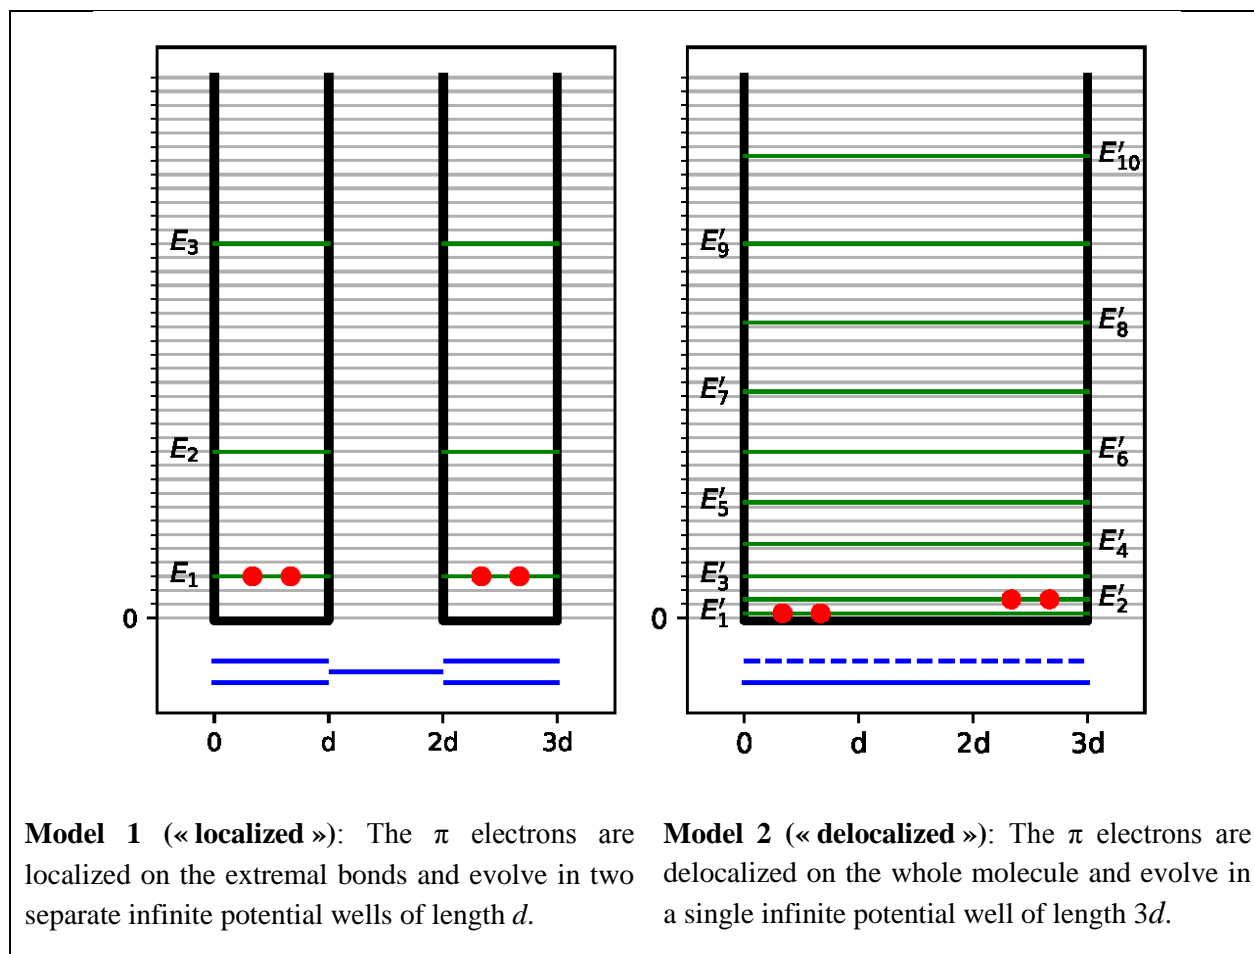 E₃
E₂
E₁
0
0
d
2d
3d
E′₁₀
E′₉
E′₈
E′₇
E′₆
E′₅
E′₄
E′₃
E′₂
E′₁
0
0
d
2d
3d
Model 1 (« localized »): The π electrons are
localized on the extremal bonds and evolve in two
separate infinite potential wells of length d.
Model 2 (« delocalized »): The π electrons are
delocalized on the whole molecule and evolve in
a single infinite potential well of length 3d.